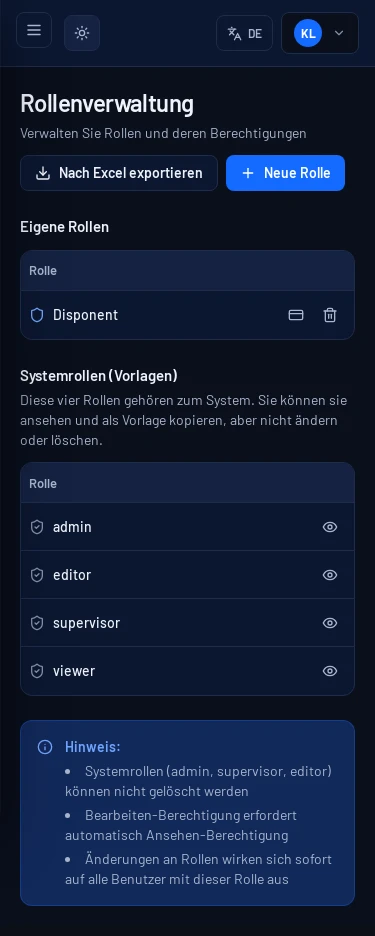 DE
KL
Rollenverwaltung
Verwalten Sie Rollen und deren Berechtigungen
Nach Excel exportieren
Neue Rolle
Eigene Rollen
Rolle
Disponent
Systemrollen (Vorlagen)
Diese vier Rollen gehören zum System. Sie können sie
ansehen und als Vorlage kopieren, aber nicht ändern
oder löschen.
Rolle
admin
editor
supervisor
viewer
Hinweis:
• Systemrollen (admin, supervisor, editor)
können nicht gelöscht werden
• Bearbeiten-Berechtigung erfordert
automatisch Ansehen-Berechtigung
• Änderungen an Rollen wirken sich sofort
auf alle Benutzer mit dieser Rolle aus